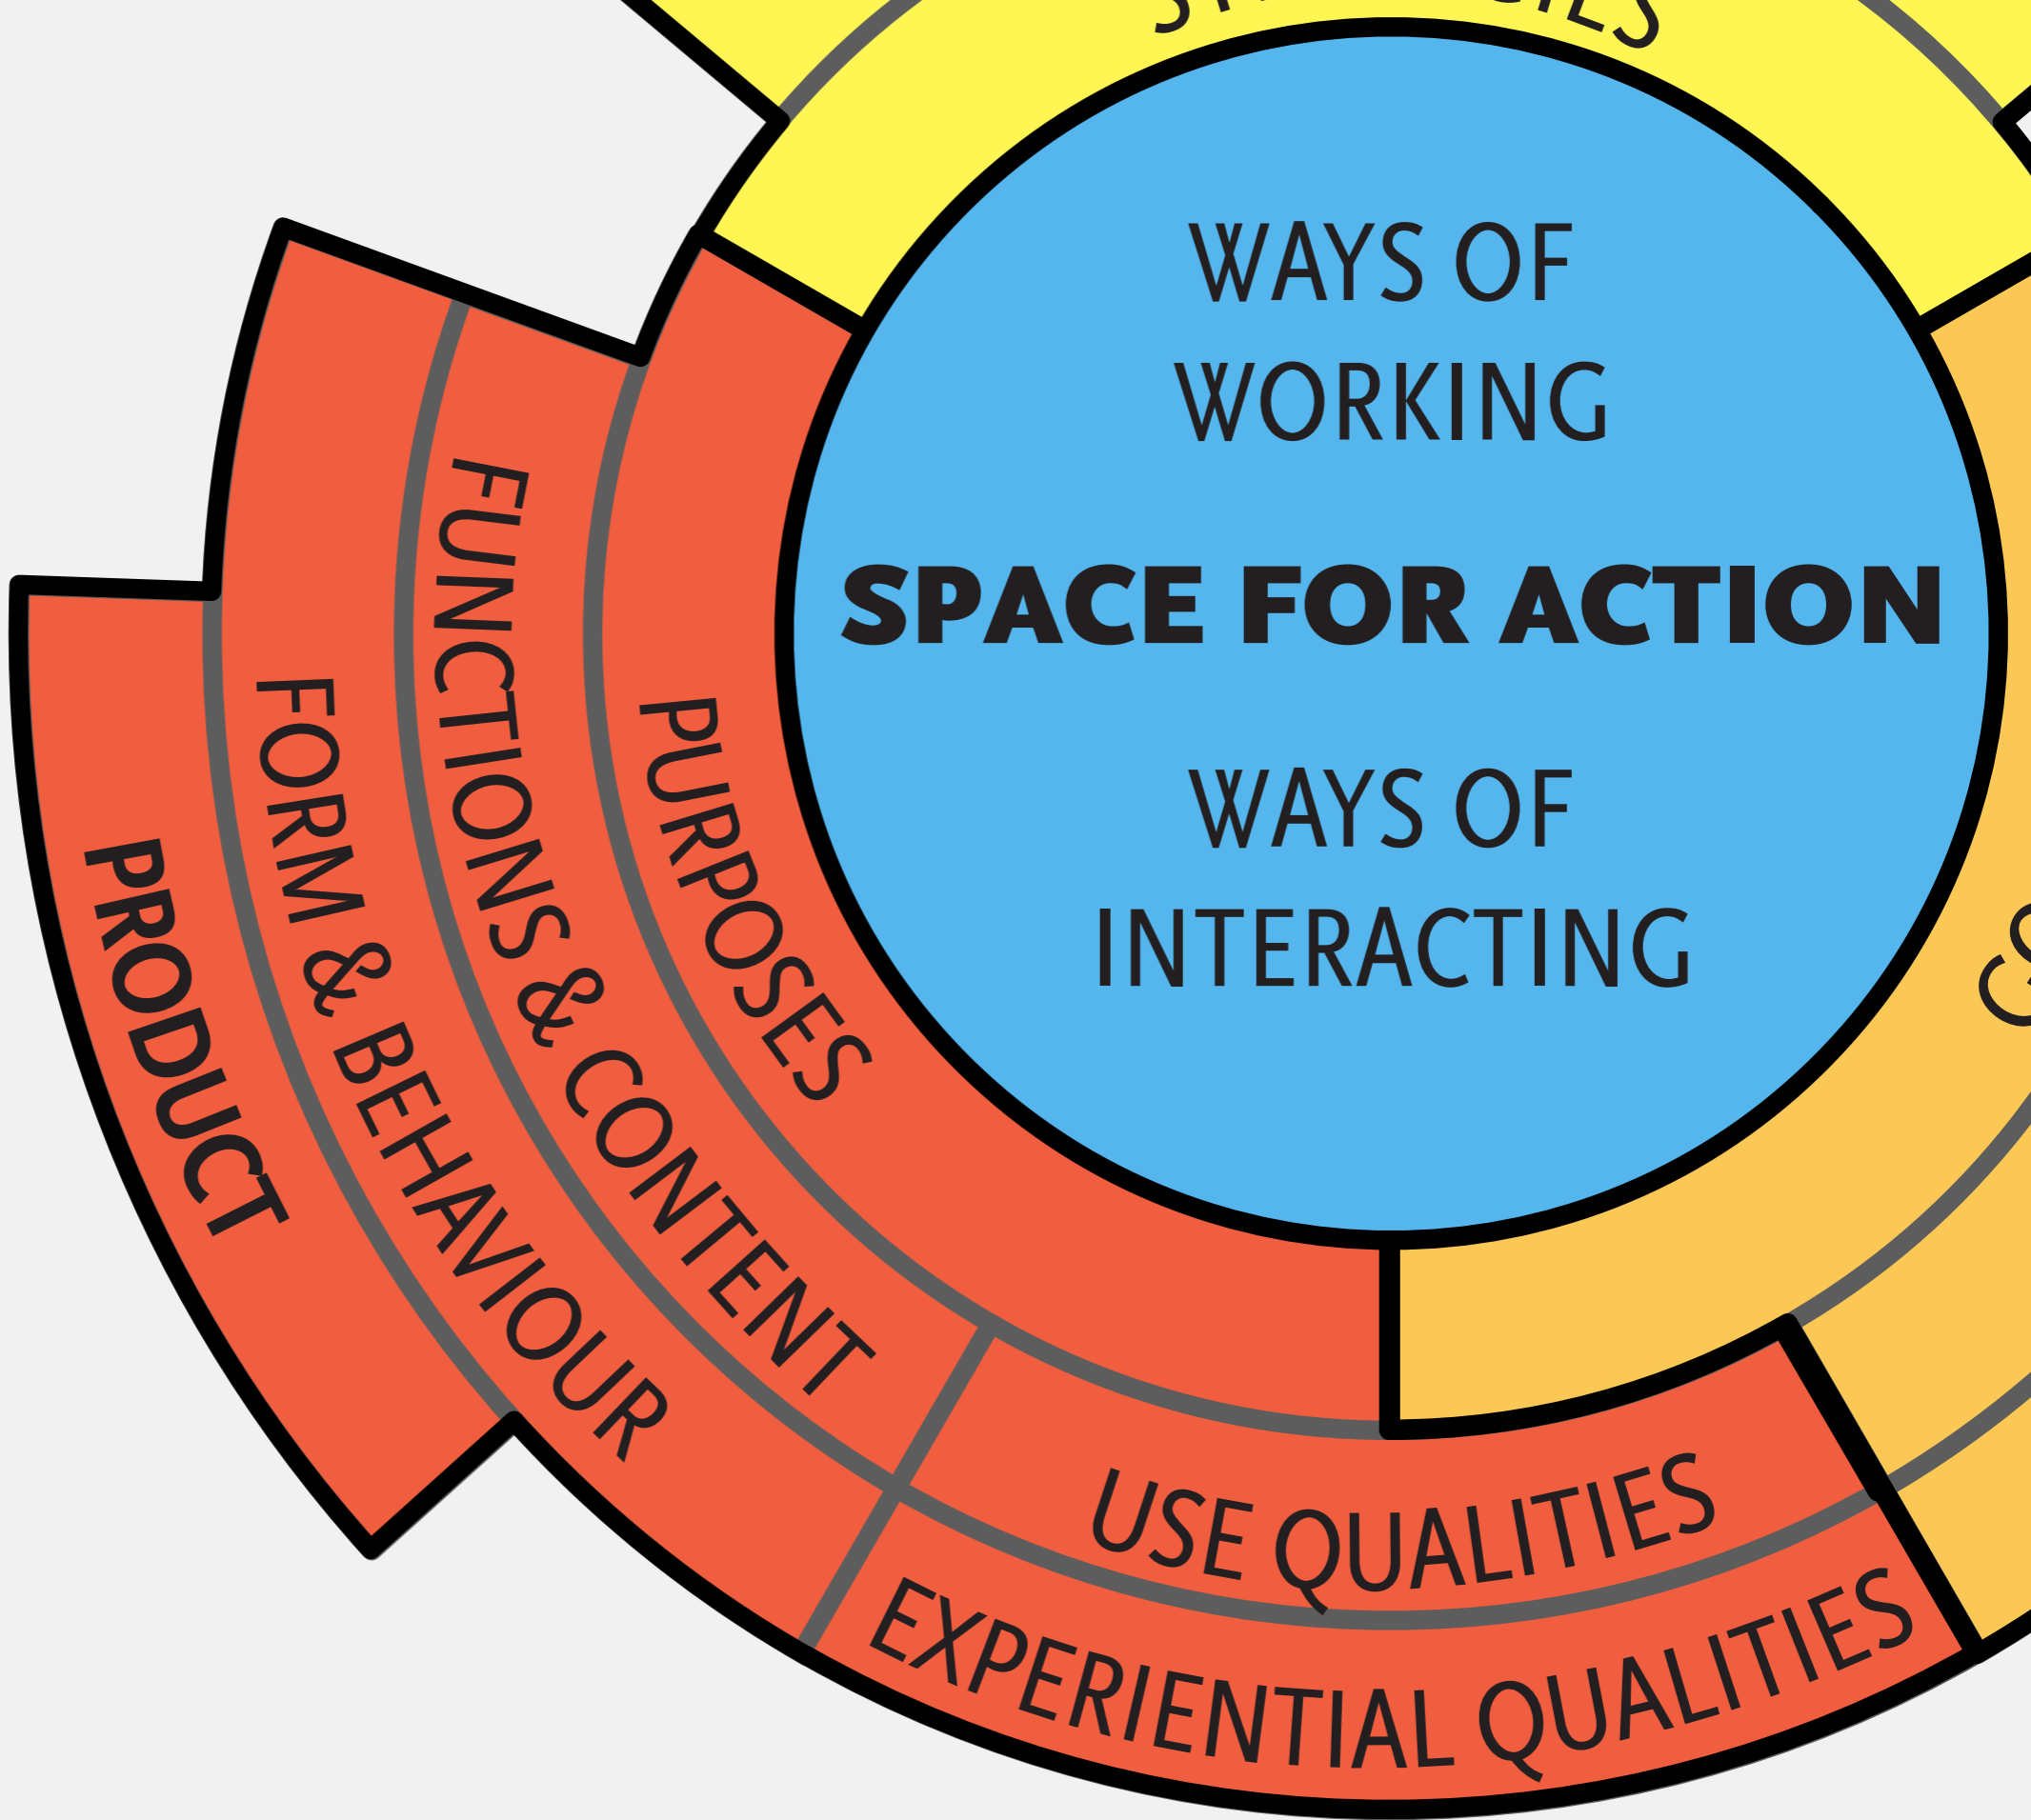 WAYS OF
WORKING
SPACE FOR ACTION
WAYS OF
INTERACTING
PURPOSES
FUNCTIONS & CONTENT
FORM & BEHAVIOUR
PRODUCT
USE QUALITIES
EXPERIENTIAL QUALITIES